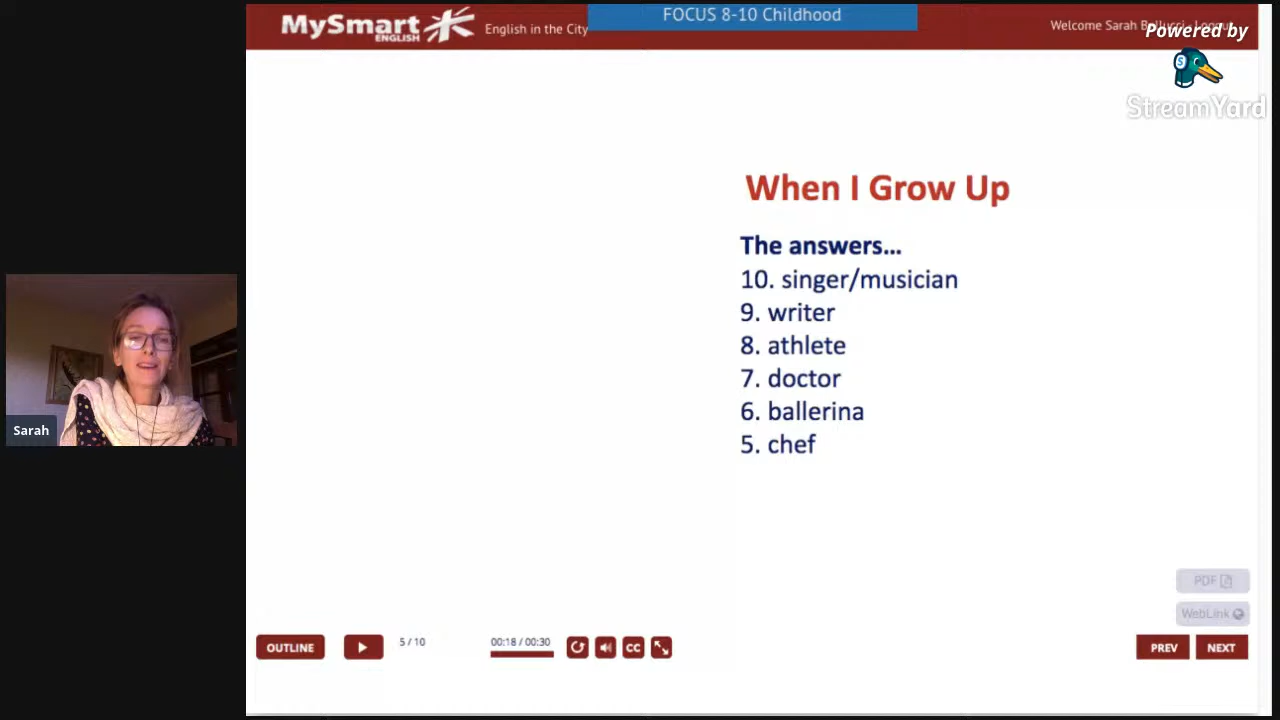 MySmart
ENGLISH
English in the City
FOCUS 8-10 Childhood
Welcome Sarah
Powered by
S
StreamYard
When I Grow Up
The answers...
10. singer/musician
9. writer
8. athlete
7. doctor
6. ballerina
5. chef
Sarah
PDF
WebLink
OUTLINE
5 / 10
00:18 / 00:30
CC
PREV
NEXT